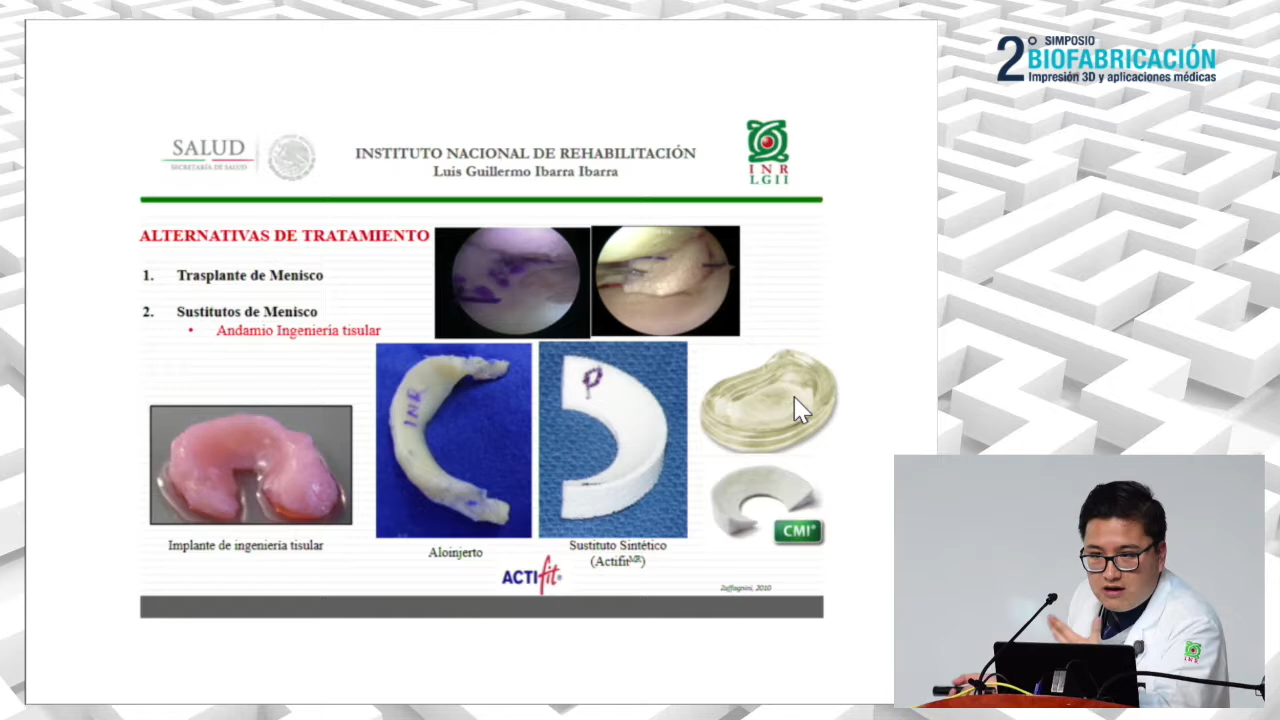 2° SIMPOSIO
BIOFABRICACIÓN
Impresión 3D y aplicaciones médicas
SALUD
SECRETARÍA DE SALUD
INSTITUTO NACIONAL DE REHABILITACIÓN
Luis Guillermo Ibarra Ibarra
INR
LGII
ALTERNATIVAS DE TRATAMIENTO
1. Trasplante de Menisco
2. Sustitutos de Menisco
• Andamio Ingeniería tisular
INR
P
CMI®
Implante de ingeniería tisular
Aloinjerto
Sustituto Sintético
(Actifit MR)
ACTIfit®
Zaffagnini, 2010
INR